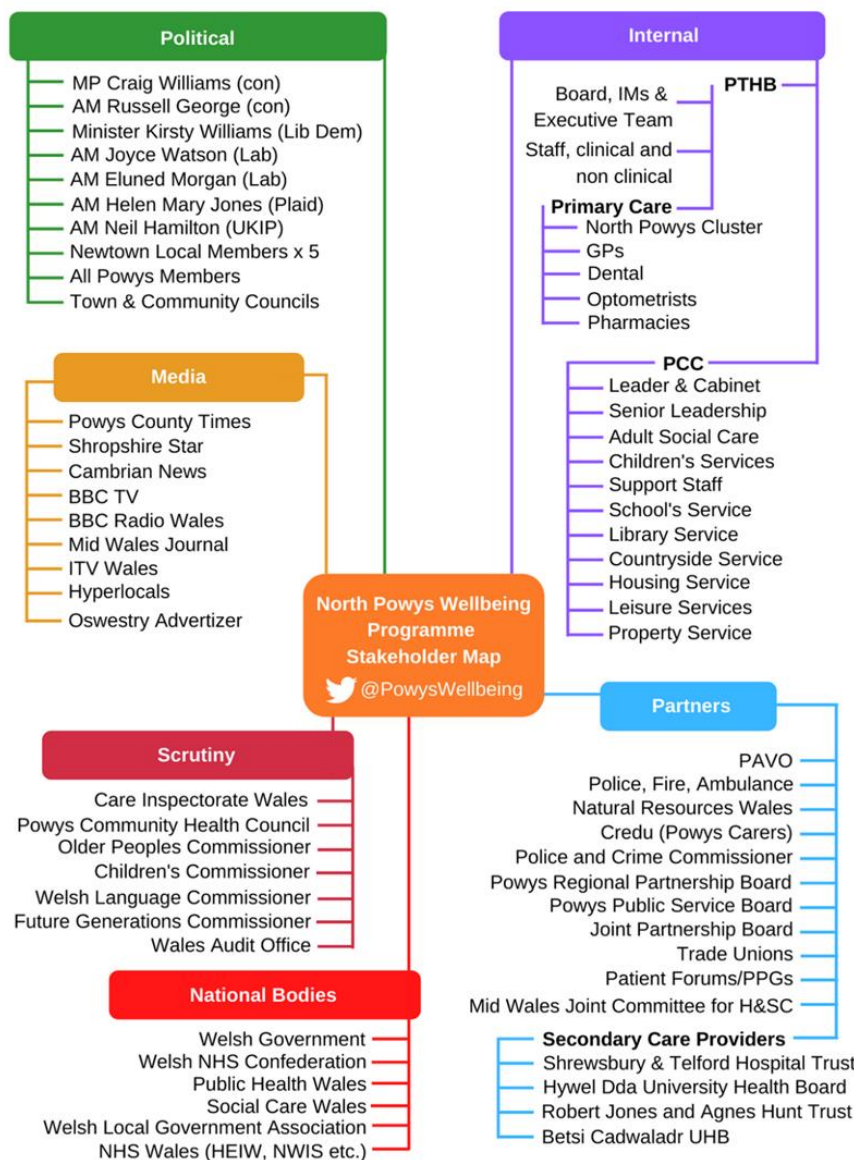 Political
MP Craig Williams (con)
AM Russell George (con)
Minister Kirsty Williams (Lib Dem)
AM Joyce Watson (Lab)
AM Eluned Morgan (Lab)
AM Helen Mary Jones (Plaid)
AM Neil Hamilton (UKIP)
Newtown Local Members x 5
All Powys Members
Town & Community Councils
Internal
PTHB
Board, IMs &
Executive Team
Staff, clinical and
non clinical
Primary Care
North Powys Cluster
GPs
Dental
Optometrists
Pharmacies
PCC
Leader & Cabinet
Senior Leadership
Adult Social Care
Children's Services
Support Staff
School's Service
Library Service
Countryside Service
Housing Service
Leisure Services
Property Service
Media
Powys County Times
Shropshire Star
Cambrian News
BBC TV
BBC Radio Wales
Mid Wales Journal
ITV Wales
Hyperlocals
Oswestry Advertizer
North Powys Wellbeing
Programme
Stakeholder Map
@PowysWellbeing
Scrutiny
Care Inspectorate Wales
Powys Community Health Council
Older Peoples Commissioner
Children's Commissioner
Welsh Language Commissioner
Future Generations Commissioner
Wales Audit Office
National Bodies
Welsh Government
Welsh NHS Confederation
Public Health Wales
Social Care Wales
Welsh Local Government Association
NHS Wales (HEIW, NWIS etc.)
Partners
PAVO
Police, Fire, Ambulance
Natural Resources Wales
Credu (Powys Carers)
Police and Crime Commissioner
Powys Regional Partnership Board
Powys Public Service Board
Joint Partnership Board
Trade Unions
Patient Forums/PPGs
Mid Wales Joint Committee for H&SC
Secondary Care Providers
Shrewsbury & Telford Hospital Trust
Hywel Dda University Health Board
Robert Jones and Agnes Hunt Trust
Betsi Cadwaladr UHB